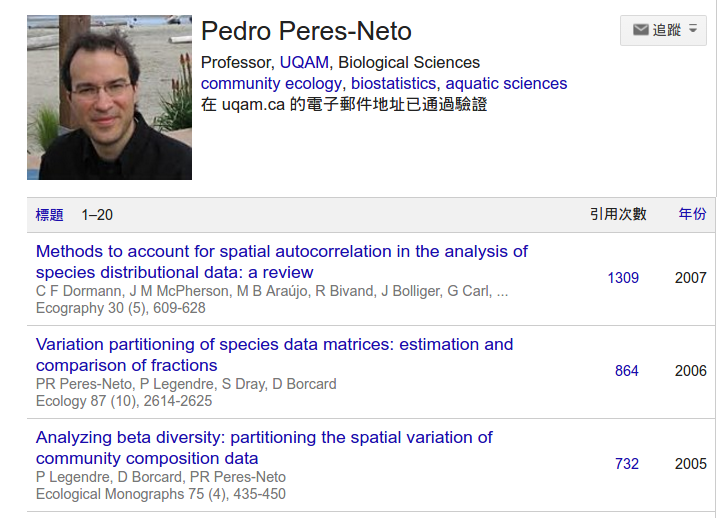 Pedro Peres-Neto
追蹤
Professor, UQAM, Biological Sciences
community ecology, biostatistics, aquatic sciences
在 uqam.ca 的電子郵件地址已通過驗證
標題 1–20 引用次數 年份
Methods to account for spatial autocorrelation in the analysis of
species distributional data: a review
C F Dormann, J M McPherson, M B Araújo, R Bivand, J Bolliger, G Carl, ...
Ecography 30 (5), 609-628
1309 2007
Variation partitioning of species data matrices: estimation and
comparison of fractions
PR Peres-Neto, P Legendre, S Dray, D Borcard
Ecology 87 (10), 2614-2625
864 2006
Analyzing beta diversity: partitioning the spatial variation of
community composition data
P Legendre, D Borcard, PR Peres-Neto
Ecological Monographs 75 (4), 435-450
732 2005